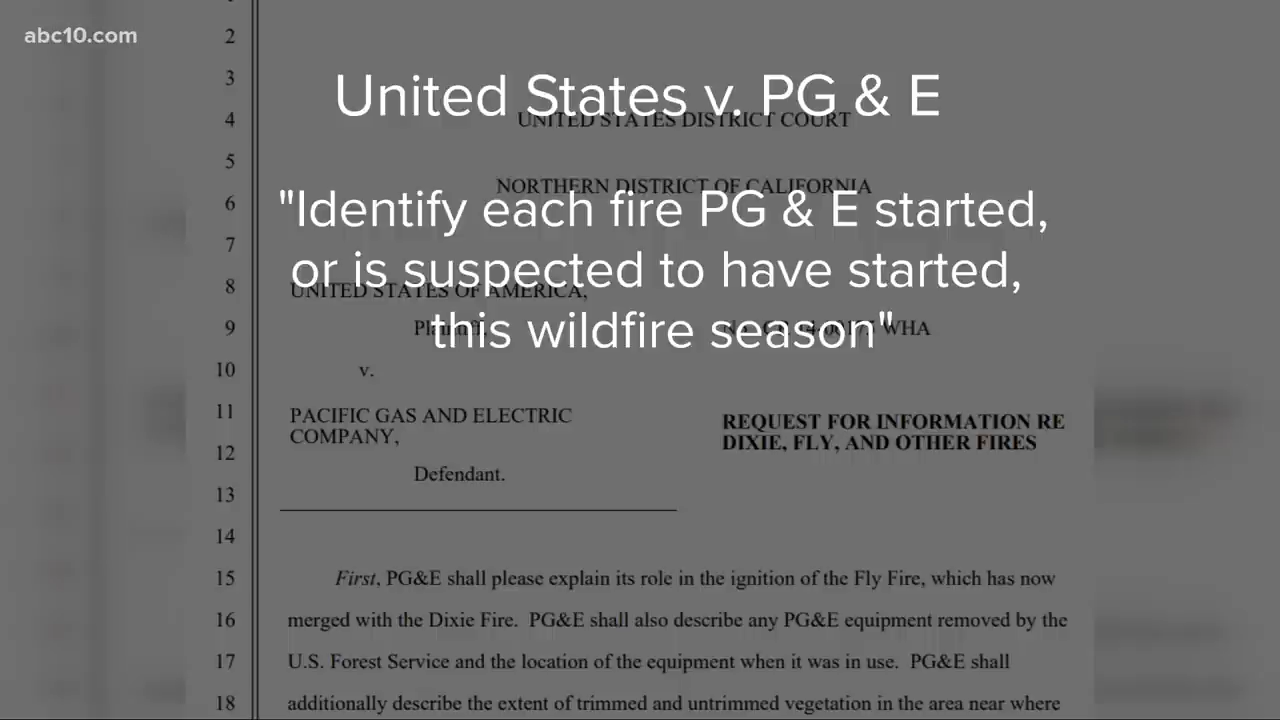 abc10.com
2
3
United States v. PG & E
4
UNITED STATES DISTRICT COURT
5
NORTHERN DISTRICT OF CALIFORNIA
6
"Identify each fire PG & E started,
7
or is suspected to have started,
8
UNITED STATES OF AMERICA,
9
Plaintiff,
WHA
this wildfire season"
10
v.
11
PACIFIC GAS AND ELECTRIC
COMPANY,
REQUEST FOR INFORMATION RE
DIXIE, FLY, AND OTHER FIRES
12
Defendant.
13
14
15
First, PG&E shall please explain its role in the ignition of the Fly Fire, which has now
16
merged with the Dixie Fire. PG&E shall also describe any PG&E equipment removed by the
17
U.S. Forest Service and the location of the equipment when it was in use. PG&E shall
18
additionally describe the extent of trimmed and untrimmed vegetation in the area near where